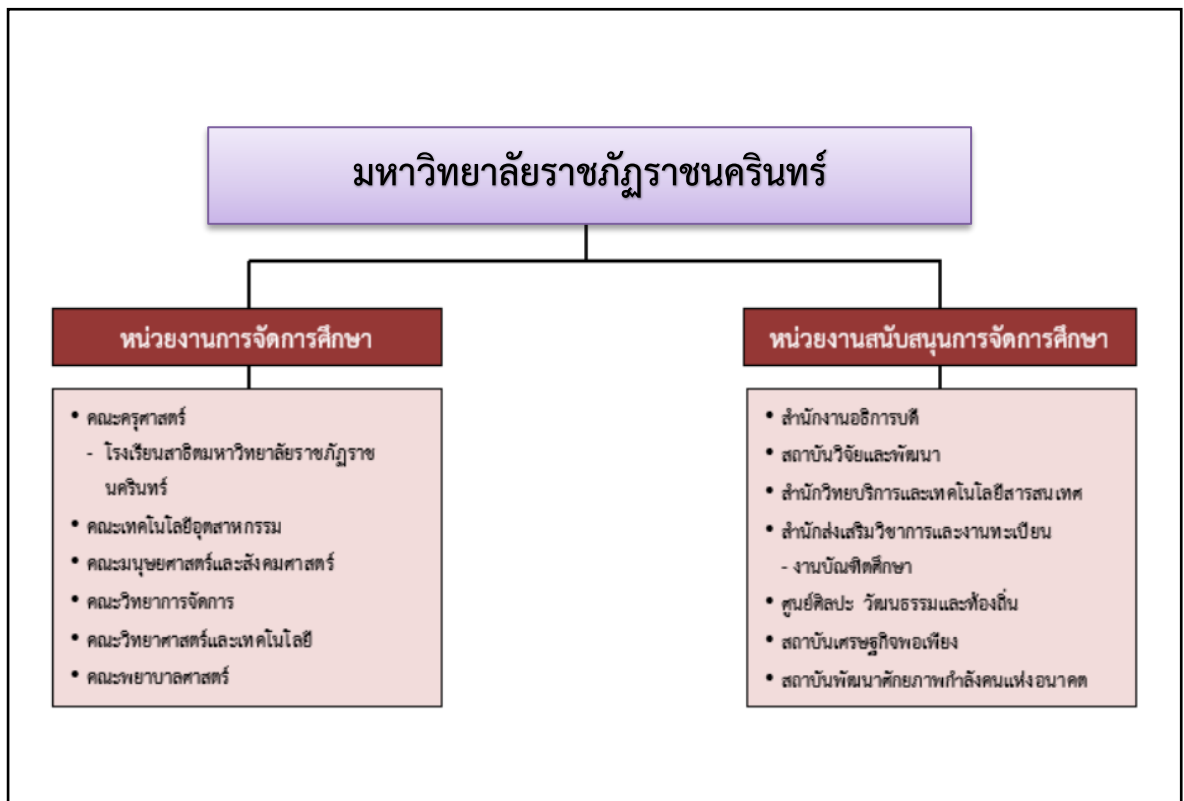 มหาวิทยาลัยราชภัฏราชนครินทร์
หน่วยงานการจัดการศึกษา
• คณะครุศาสตร์
- โรงเรียนสาธิตมหาวิทยาลัยราชภัฏราช
นครินทร์
• คณะเทคโนโลยีอุตสาหกรรม
• คณะมนุษยศาสตร์และสังคมศาสตร์
• คณะวิทยาการจัดการ
• คณะวิทยาศาสตร์และเทคโนโลยี
• คณะพยาบาลศาสตร์
หน่วยงานสนับสนุนการจัดการศึกษา
• สำนักงานอธิการบดี
• สถาบันวิจัยและพัฒนา
• สำนักวิทยบริการและเทคโนโลยีสารสนเทศ
• สำนักส่งเสริมวิชาการและงานทะเบียน
- งานบัณฑิตศึกษา
• ศูนย์ศิลปะ วัฒนธรรมและท้องถิ่น
• สถาบันเศรษฐกิจพอเพียง
• สถาบันพัฒนาศักยภาพกำลังคนแห่งอนาคต